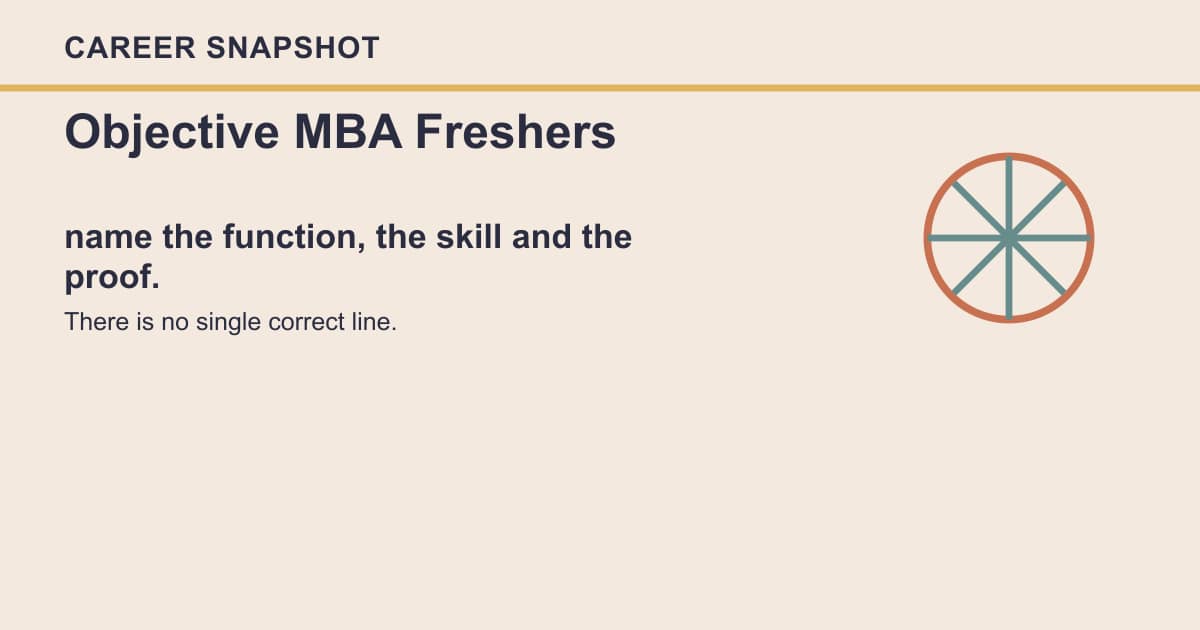 CAREER SNAPSHOT
Objective MBA Freshers
name the function, the skill and the
proof.
There is no single correct line.